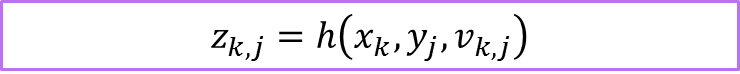 z_{k,j} = h(x_k, y_j, v_{k,j})